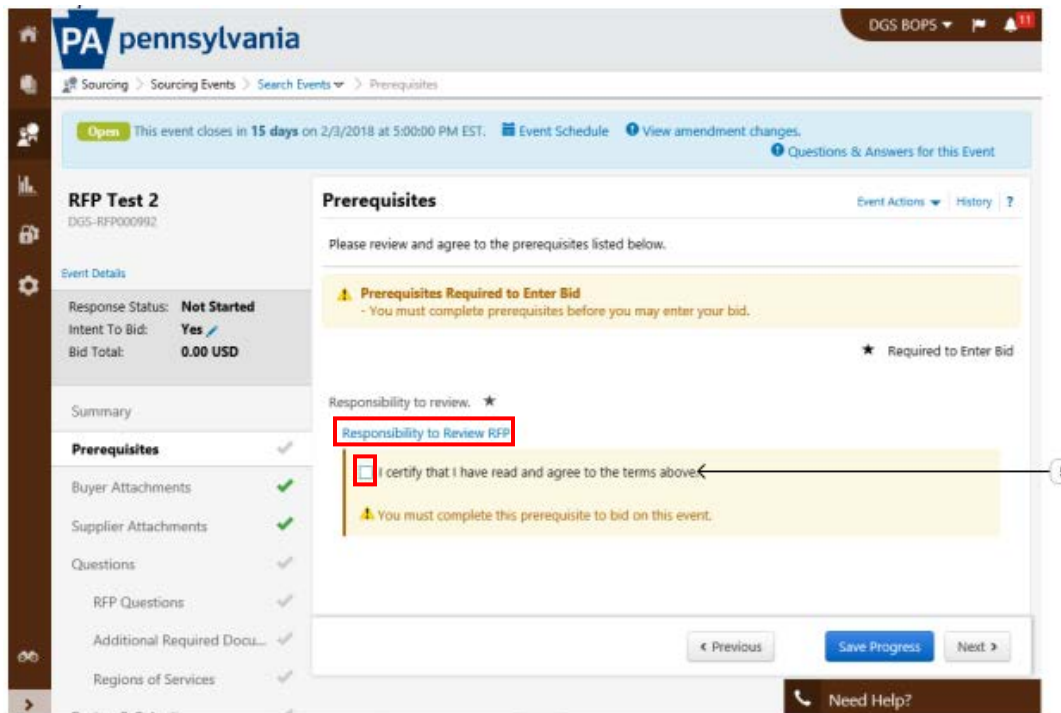 PA pennsylvania
DGS BOPS
11
Sourcing > Sourcing Events > Search Events > Prerequisites
Open This event closes in 15 days on 2/3/2018 at 5:00:00 PM EST. Event Schedule View amendment changes.
Questions & Answers for this Event
RFP Test 2
DGS-RFP000992
Event Details
Response Status: Not Started
Intent To Bid: Yes
Bid Total: 0.00 USD
Summary
Prerequisites
Buyer Attachments
Supplier Attachments
Questions
RFP Questions
Additional Required Docu...
Regions of Services
Prerequisites
Event Actions History ?
Please review and agree to the prerequisites listed below.
Prerequisites Required to Enter Bid
- You must complete prerequisites before you may enter your bid.
★ Required to Enter Bid
Responsibility to review. ★
Responsibility to Review RFP
I certify that I have read and agree to the terms above.
You must complete this prerequisite to bid on this event.
< Previous
Save Progress
Next >
Need Help?